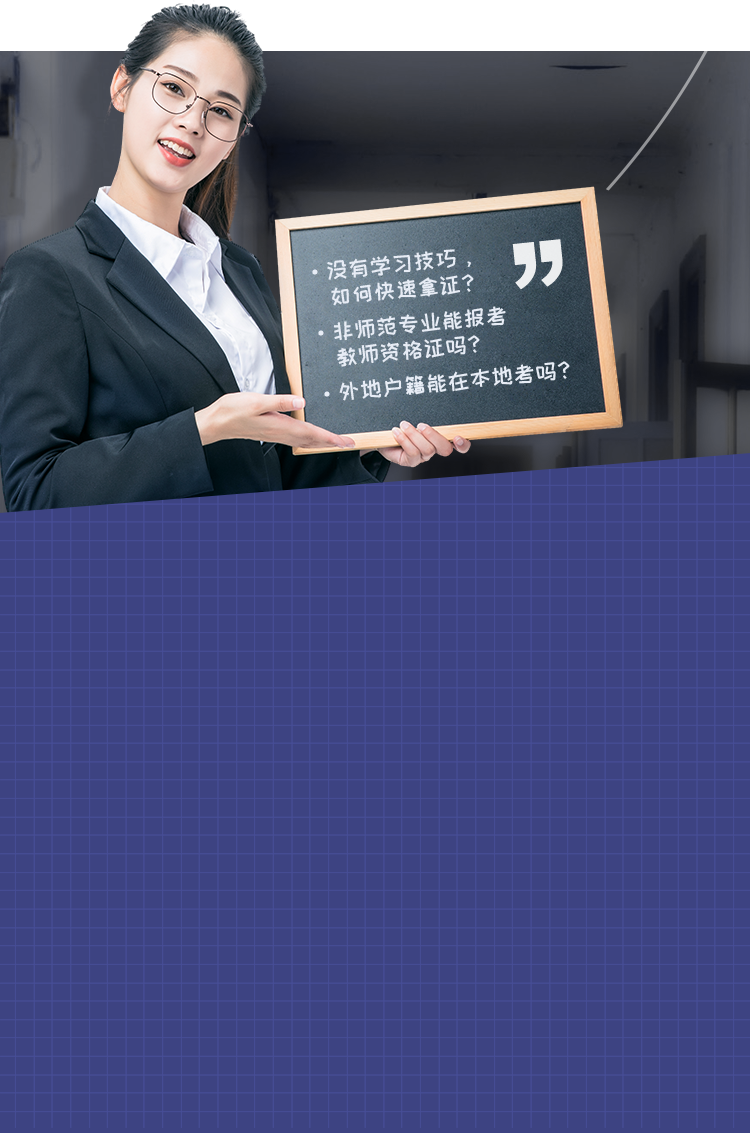 • 没有学习技巧，
如何快速拿证？
• 非师范专业能报考
教师资格证吗？
• 外地户籍能在本地考吗？
”